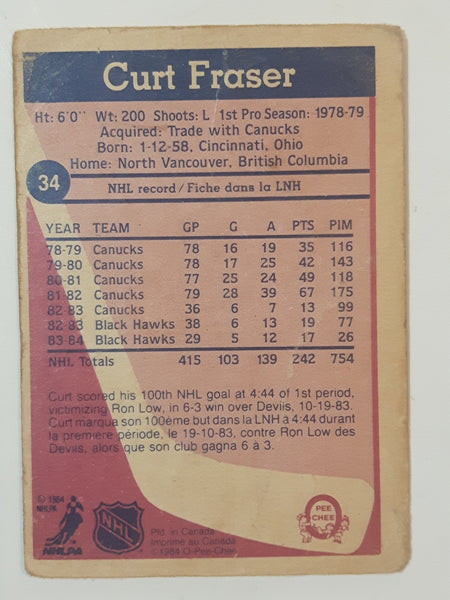 Curt Fraser
Ht: 6'0" Wt: 200 Shoots: L 1st Pro Season: 1978-79
Acquired: Trade with Canucks
Born: 1-12-58, Cincinnati, Ohio
Home: North Vancouver, British Columbia
34
NHL record/Fiche dans la LNH
YEAR TEAM GP G A PTS PIM
78-79 Canucks 78 16 19 35 116
79-80 Canucks 78 17 25 42 143
80-81 Canucks 77 25 24 49 118
81-82 Canucks 79 28 39 67 175
82-83 Canucks 36 6 7 13 99
82-83 Black Hawks 38 6 13 19 77
83-84 Black Hawks 29 5 12 17 26
NHL Totals 415 103 139 242 754
Curt scored his 100th NHL goal at 4:44 of 1st period,
victimizing Ron Low, in 6-3 win over Devils, 10-19-83.
Curt marqua son 100ème but dans la LNH a 4:44 durant
la première période, le 19-10-83, contre Ron Low des
Devils, alors que son club gagna 6 à 3.
© 1984
NHLPA
NHLPA
NHL
Ptd. in Canada
Imprimé au Canada
© 1984 O-Pee-Chee
O
PEE
CHEE